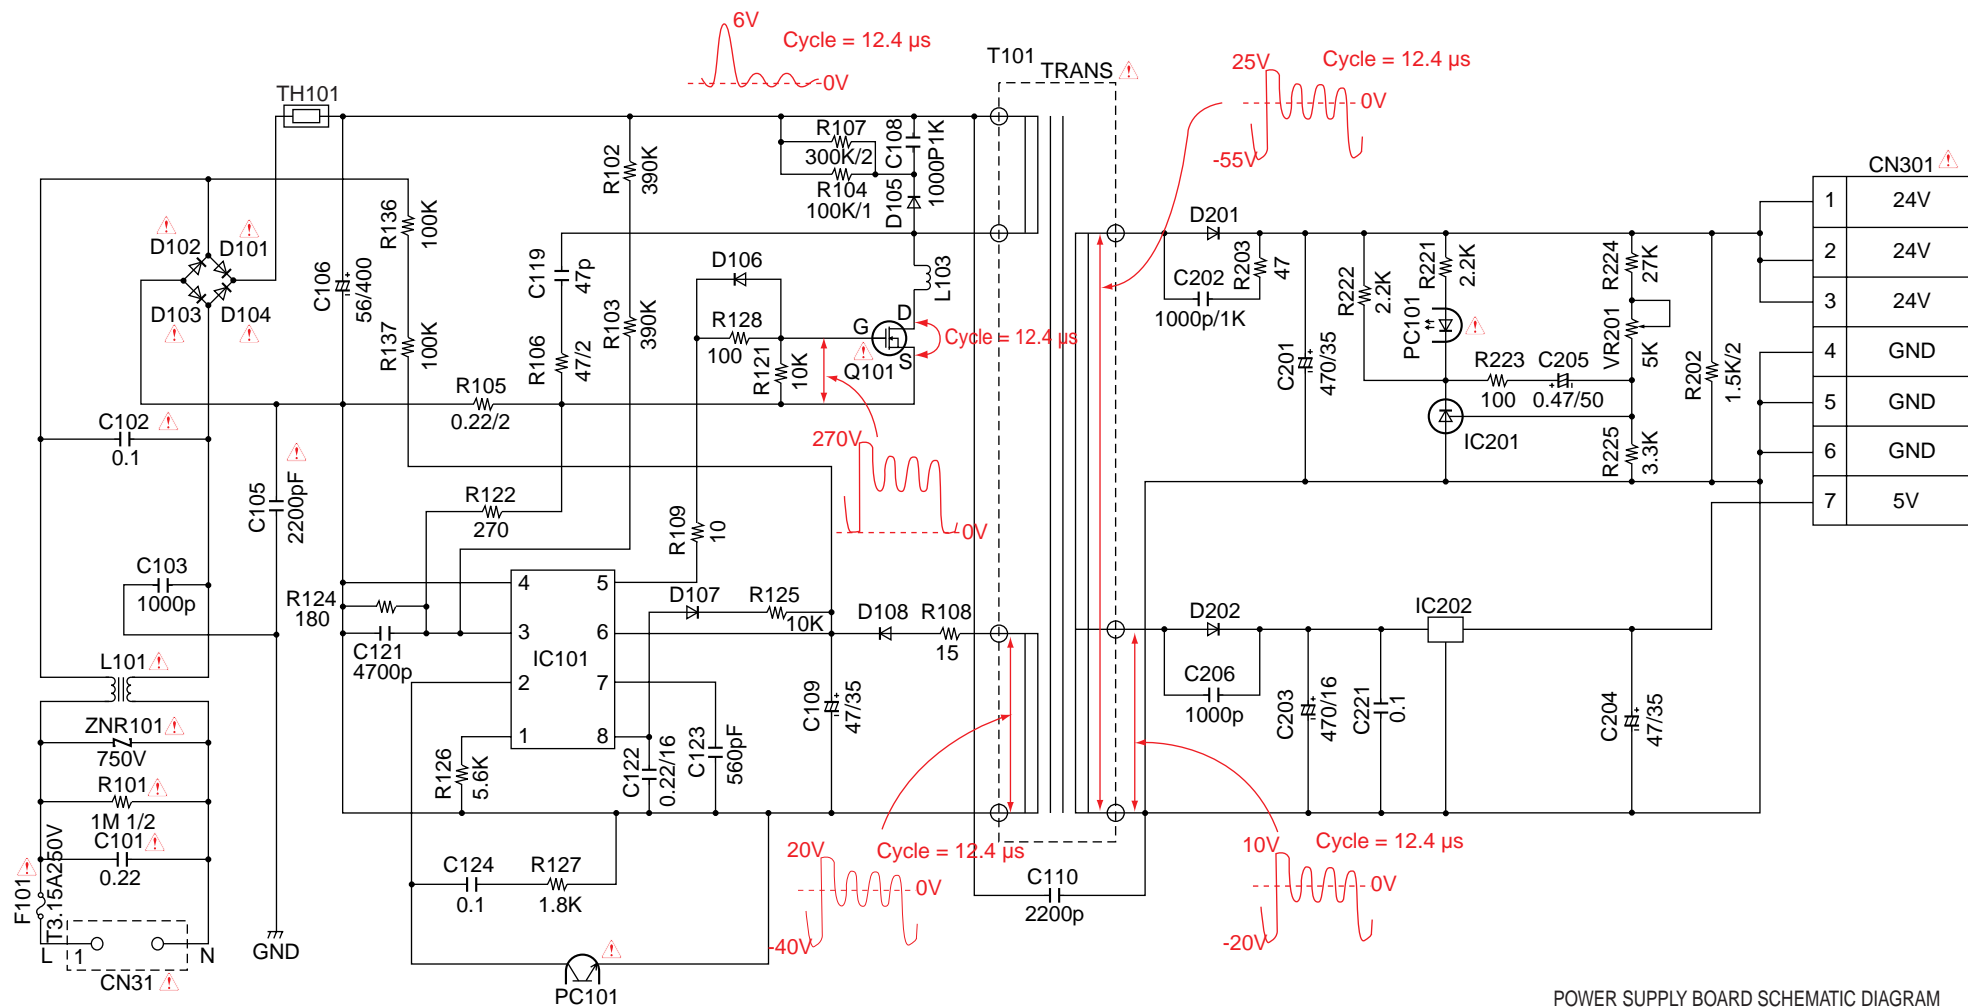 6V
Cycle = 12.4 µs
0V
T101
TRANS
25V
Cycle = 12.4 µs
0V
-55V
TH101
R107
300K/2
R104
100K/1
C108
1000P1K
D105
R102
390K
R136
100K
D102
D101
D103
D104
C106
56/400
R137
100K
C119
47p
R106
47/2
R103
390K
D106
R128
100
R121
10K
L103
G
D
S
Q101
Cycle = 12.4 µs
R105
0.22/2
C102
0.1
C105
2200pF
270V
0V
R122
270
R109
10
C103
1000p
R124
180
C121
4700p
IC101
4
3
2
1
5
6
7
8
D107
R125
10K
D108
R108
15
L101
ZNR101
750V
R101
1M 1/2
C101
0.22
F101
T3.15A250V
L
1
N
CN31
GND
R126
5.6K
C122
0.22/16
C123
560pF
C109
47/35
C124
0.1
R127
1.8K
PC101
20V
Cycle = 12.4 µs
0V
-40V
C110
2200p
D201
C202
1000p/1K
R203
47
C201
470/35
R222
2.2K
R221
2.2K
PC101
R223
100
C205
0.47/50
IC201
R224
27K
VR201
5K
R225
3.3K
R202
1.5K/2
CN301
1 24V
2 24V
3 24V
4 GND
5 GND
6 GND
7 5V
D202
C206
1000p
C203
470/16
C221
0.1
IC202
C204
47/35
10V
Cycle = 12.4 µs
0V
-20V
POWER SUPPLY BOARD SCHEMATIC DIAGRAM